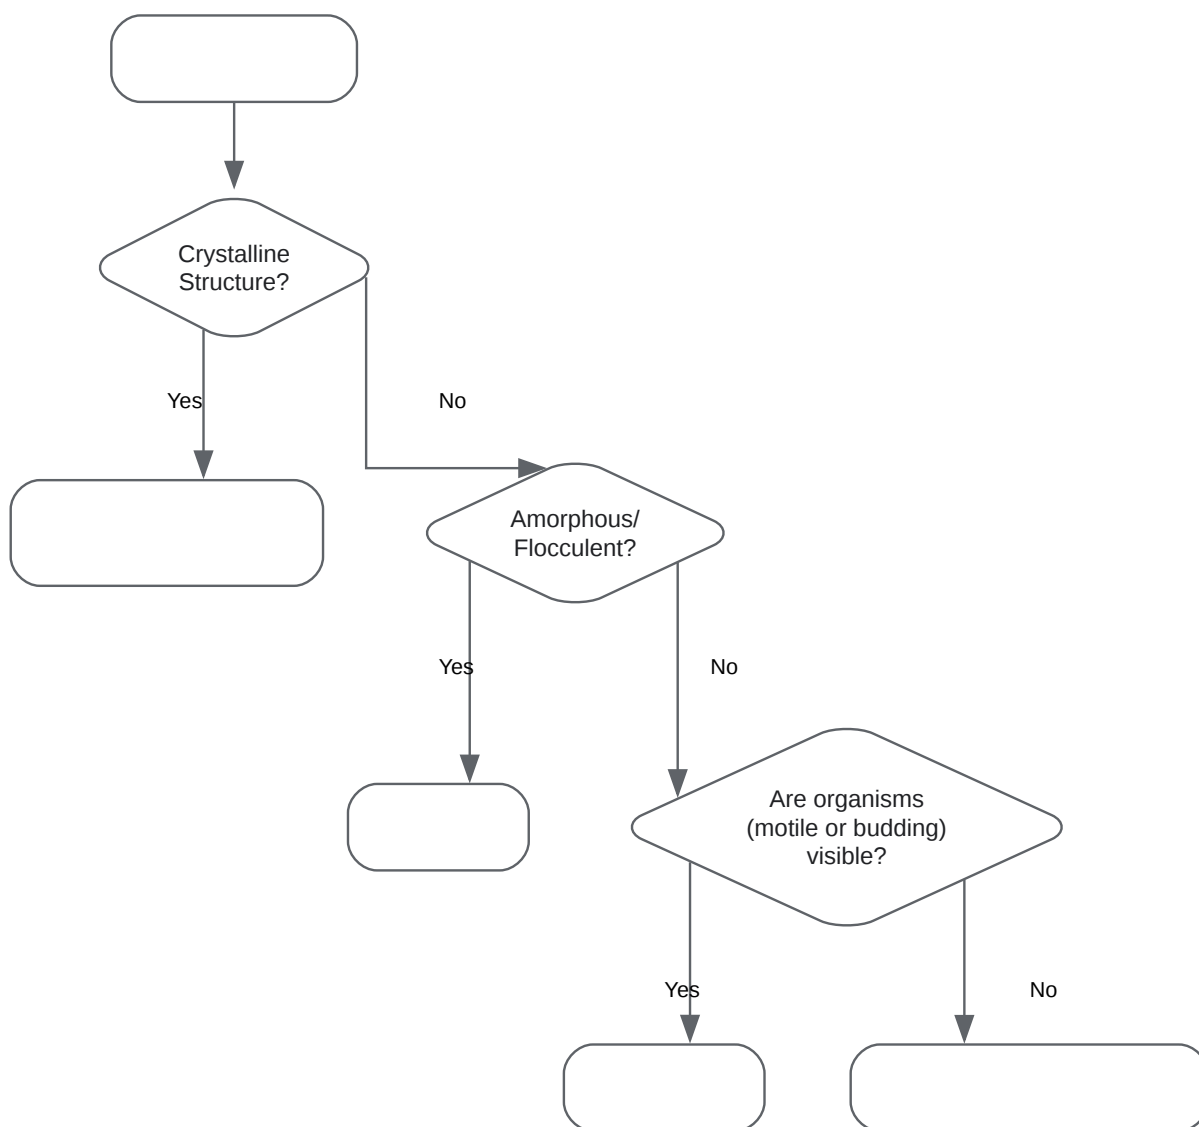 Crystalline
Structure?
Yes
No
Amorphous/
Flocculent?
Yes
No
Are organisms
(motile or budding)
visible?
Yes
No